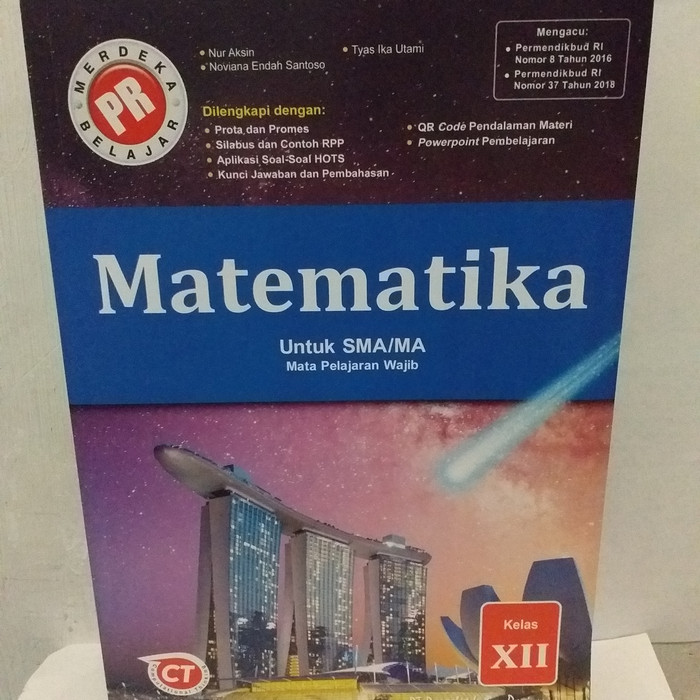 MERDEKA
PR
BELAJAR
• Nur Aksin
• Noviana Endah Santoso
• Tyas Ika Utami
Mengacu:
• Permendikbud RI
Nomor 8 Tahun 2016
• Permendikbud RI
Nomor 37 Tahun 2018
Dilengkapi dengan:
• Prota dan Promes
• Silabus dan Contoh RPP
• Aplikasi Soal-Soal HOTS
• Kunci Jawaban dan Pembahasan
• QR Code Pendalaman Materi
• Powerpoint Pembelajaran
Matematika
Untuk SMA/MA
Mata Pelajaran Wajib
Kelas
XII
CT